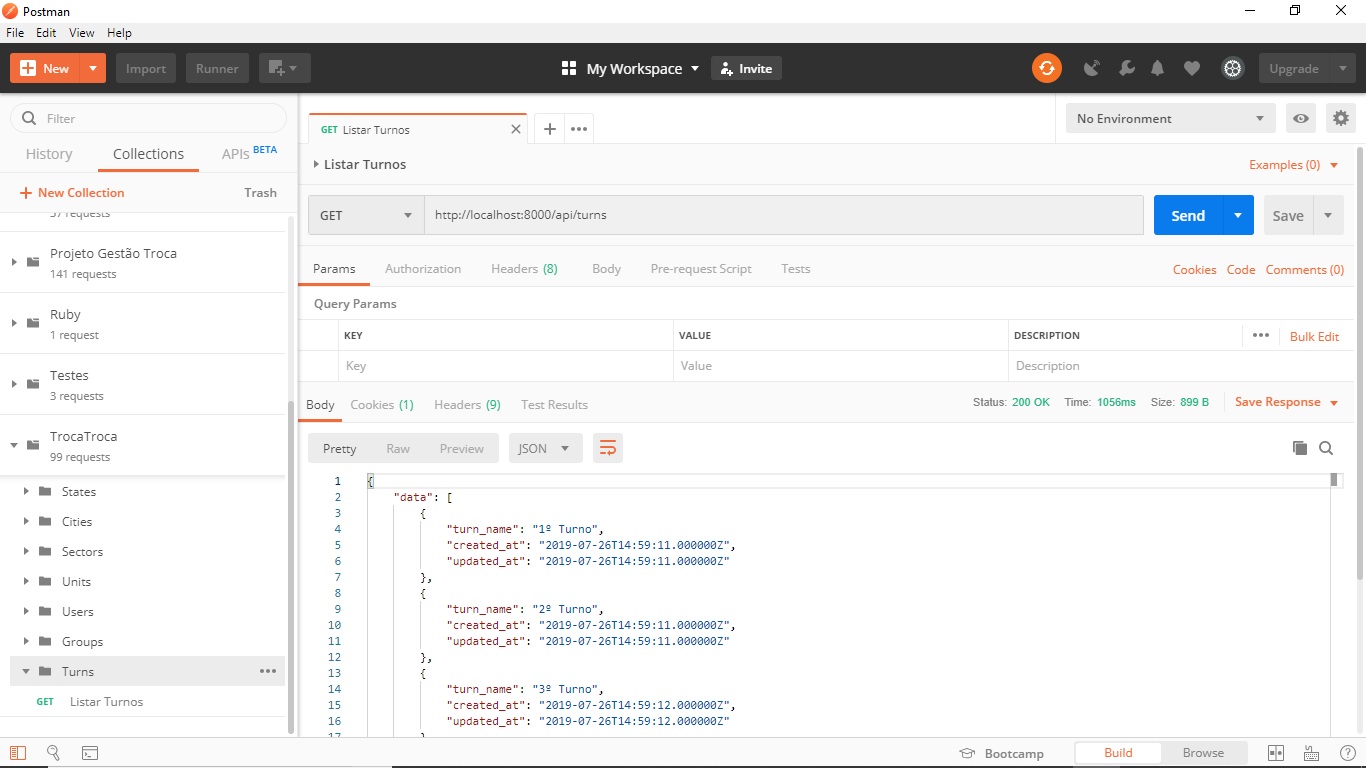 Postman
File Edit View Help
New Import Runner My Workspace Invite Upgrade
Filter
History Collections APIs BETA
New Collection Trash
37 requests
Projeto Gestão Troca
141 requests
Ruby
1 request
Testes
3 requests
TrocaTroca
99 requests
States
Cities
Sectors
Units
Users
Groups
Turns
GET Listar Turnos
GET Listar Turnos
No Environment
Listar Turnos
Examples (0)
GET http://localhost:8000/api/turns Send Save
Params Authorization Headers (8) Body Pre-request Script Tests Cookies Code Comments (0)
Query Params
KEY VALUE DESCRIPTION Bulk Edit
Key Value Description
Body Cookies (1) Headers (9) Test Results Status: 200 OK Time: 1056ms Size: 899 B Save Response
Pretty Raw Preview JSON
1 {
2 "data": [
3 {
4 "turn_name": "1º Turno",
5 "created_at": "2019-07-26T14:59:11.000000Z",
6 "updated_at": "2019-07-26T14:59:11.000000Z"
7 },
8 {
9 "turn_name": "2º Turno",
10 "created_at": "2019-07-26T14:59:11.000000Z",
11 "updated_at": "2019-07-26T14:59:11.000000Z"
12 },
13 {
14 "turn_name": "3º Turno",
15 "created_at": "2019-07-26T14:59:12.000000Z",
16 "updated_at": "2019-07-26T14:59:12.000000Z"
17 }
Bootcamp Build Browse